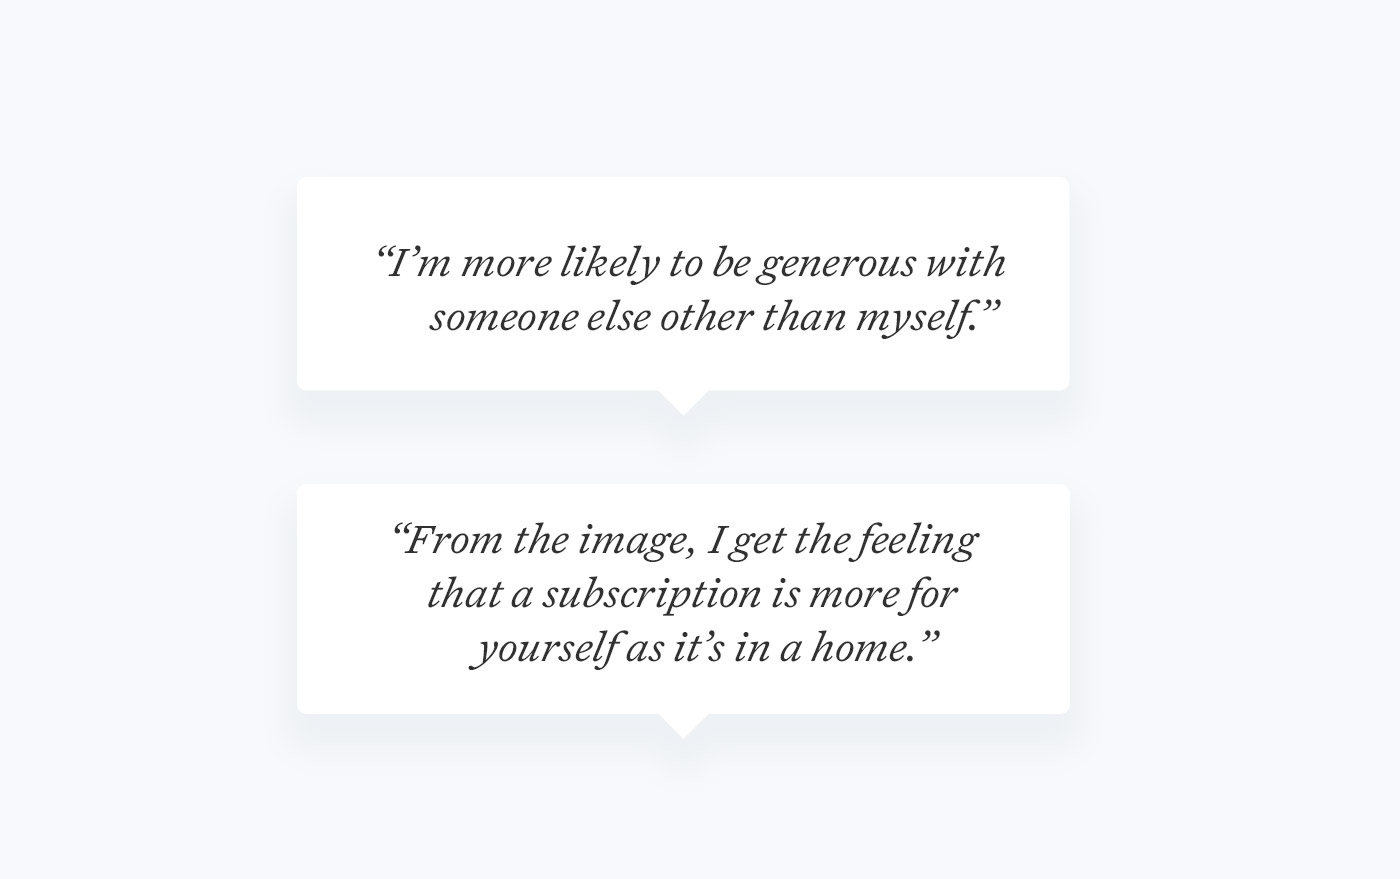 “I’m more likely to be generous with
someone else other than myself.”
“From the image, I get the feeling
that a subscription is more for
yourself as it’s in a home.”